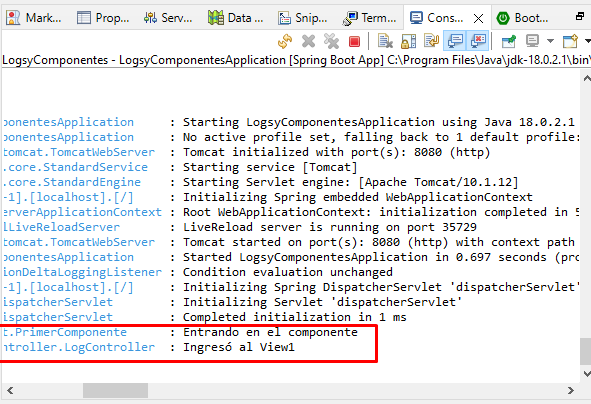 Mark...
Prop...
Serv...
Data ...
Snip...
Term...
Cons...
Boot...
LogsyComponentes - LogsyComponentesApplication [Spring Boot App] C:\Program Files\Java\jdk-18.0.2.1\bin\
ponentesApplication : Starting LogsyComponentesApplication using Java 18.0.2.1
ponentesApplication : No active profile set, falling back to 1 default profile:
tomcat.TomcatWebServer : Tomcat initialized with port(s): 8080 (http)
.core.StandardService : Starting service [Tomcat]
.core.StandardEngine : Starting Servlet engine: [Apache Tomcat/10.1.12]
-1].[localhost].[/] : Initializing Spring embedded WebApplicationContext
erverApplicationContext : Root WebApplicationContext: initialization completed in 5
lLiveReloadServer : LiveReload server is running on port 35729
tomcat.TomcatWebServer : Tomcat started on port(s): 8080 (http) with context path
ponentesApplication : Started LogsyComponentesApplication in 0.697 seconds (pro
ionDeltaLoggingListener : Condition evaluation unchanged
-1].[localhost].[/] : Initializing Spring DispatcherServlet 'dispatcherServlet'
ispatcherServlet : Initializing Servlet 'dispatcherServlet'
ispatcherServlet : Completed initialization in 1 ms
t.PrimerComponente : Entrando en el componente
ntroller.LogController : Ingresó al View1